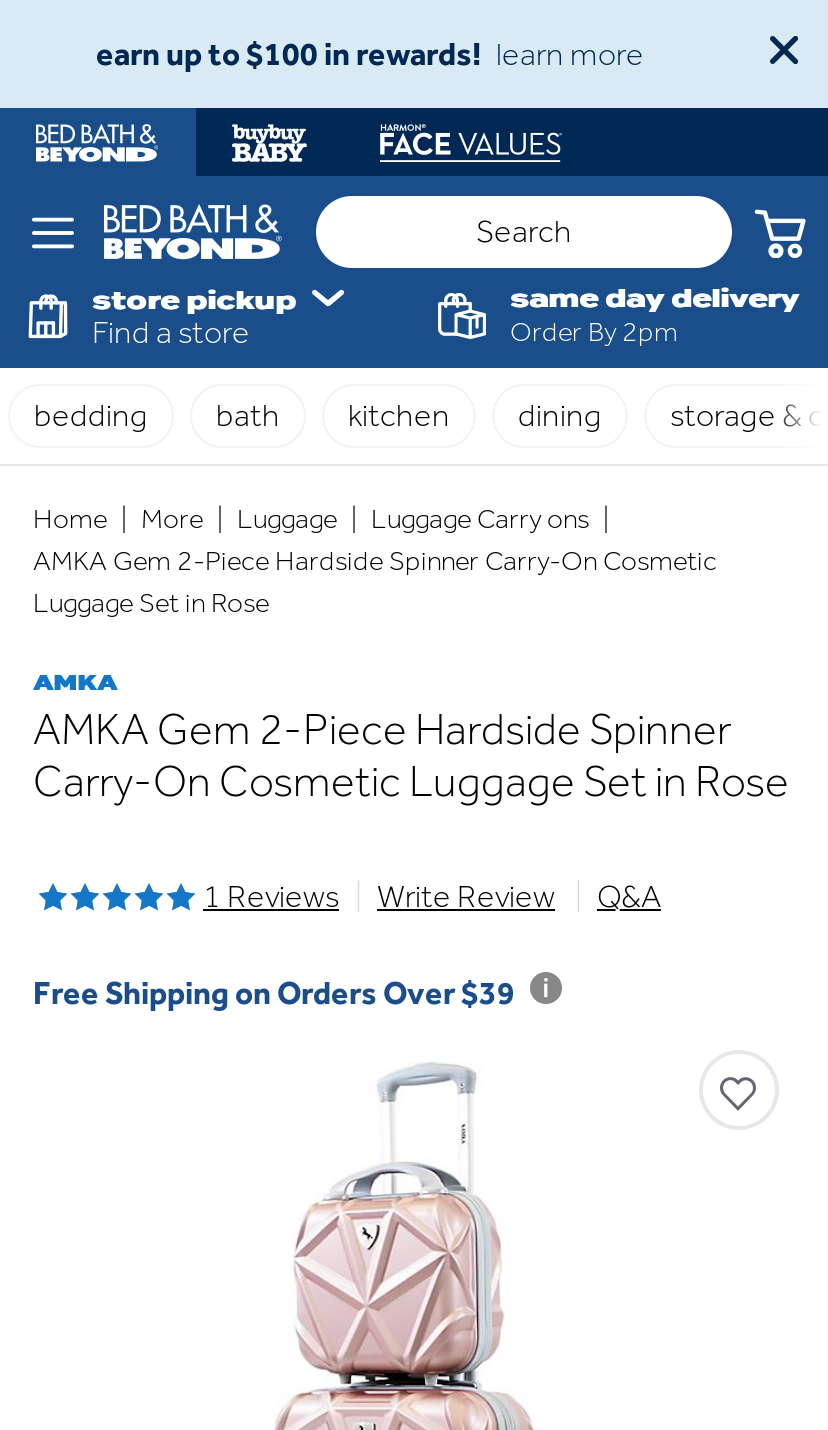 earn up to $100 in rewards! learn more
BED BATH &
BEYOND®
buybuy
BABY
HARMON®
FACE VALUES
BED BATH &
BEYOND®
Search
store pickup
Find a store
same day delivery
Order By 2pm
bedding
bath
kitchen
dining
storage &
Home | More | Luggage | Luggage Carry ons |
AMKA Gem 2-Piece Hardside Spinner Carry-On Cosmetic
Luggage Set in Rose
AMKA
AMKA Gem 2-Piece Hardside Spinner
Carry-On Cosmetic Luggage Set in Rose
1 Reviews
Write Review
Q&A
Free Shipping on Orders Over $39